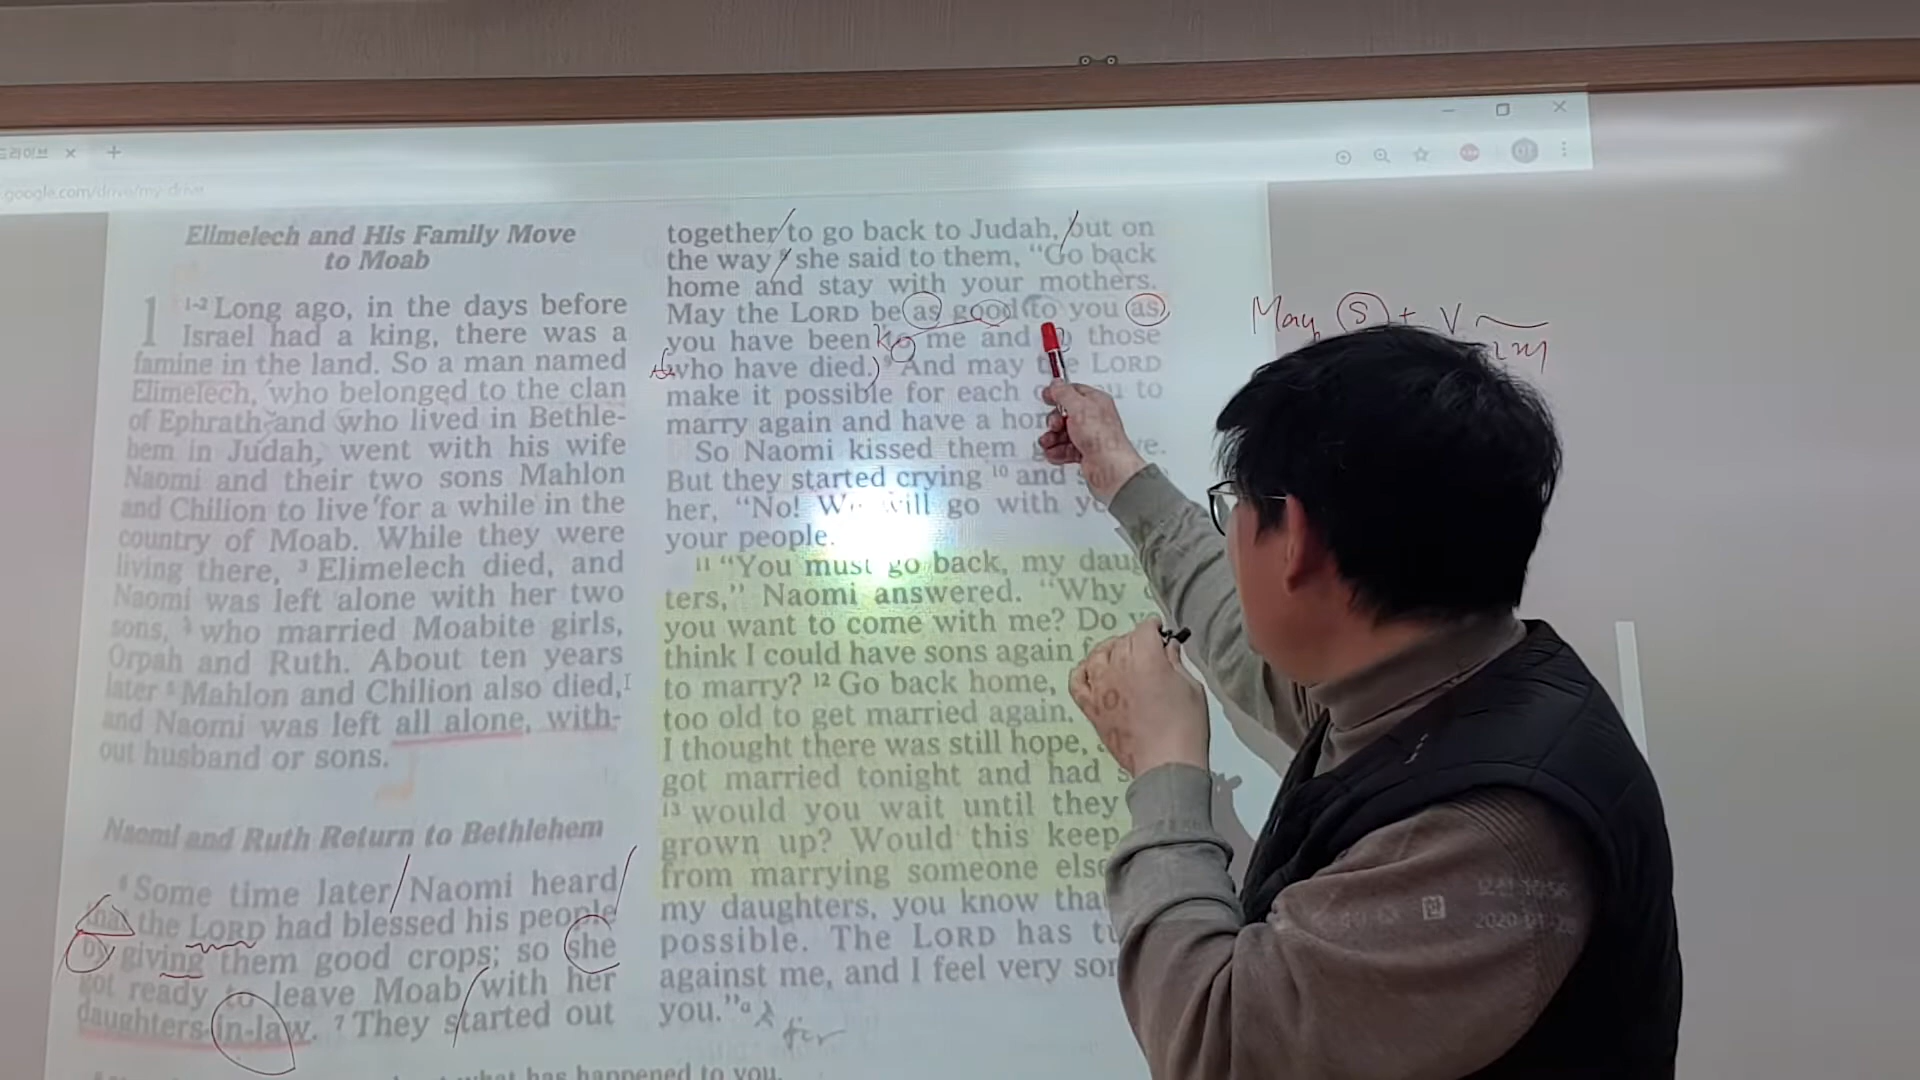 드라이브
google.com/drive/my-drive
Elimelech and His Family Move
to Moab
1 1-2 Long ago, in the days before
Israel had a king, there was a
famine in the land. So a man named
Elimelech, who belonged to the clan
of Ephrath and who lived in Bethle-
hem in Judah, went with his wife
Naomi and their two sons Mahlon
and Chilion to live for a while in the
country of Moab. While they were
living there, 3 Elimelech died, and
Naomi was left alone with her two
sons, who married Moabite girls,
Orpah and Ruth. About ten years
later 5 Mahlon and Chilion also died,
and Naomi was left all alone, with-
out husband or sons.
Naomi and Ruth Return to Bethlehem
6 Some time later Naomi heard
that the LORD had blessed his people
by giving them good crops; so she
got ready to leave Moab with her
daughters-in-law. 7 They started out
together to go back to Judah, but on
the way she said to them, "Go back
home and stay with your mothers.
May the LORD be as good to you as
you have been to me and those
who have died. And may the LORD
make it possible for each to
marry again and have a
So Naomi kissed them
But they started crying 10 and
her, "No! We will go with
your people.
11 "You must go back, my
ters," Naomi answered. "Why
you want to come with me? Do
think I could have sons again
to marry? 12 Go back home,
too old to get married again.
I thought there was still hope,
got married tonight and had
13 would you wait until they
grown up? Would this keep
from marrying someone else
my daughters, you know
possible. The LORD has
against me, and I feel very
you."a
for
what has happened to you.
May S + V